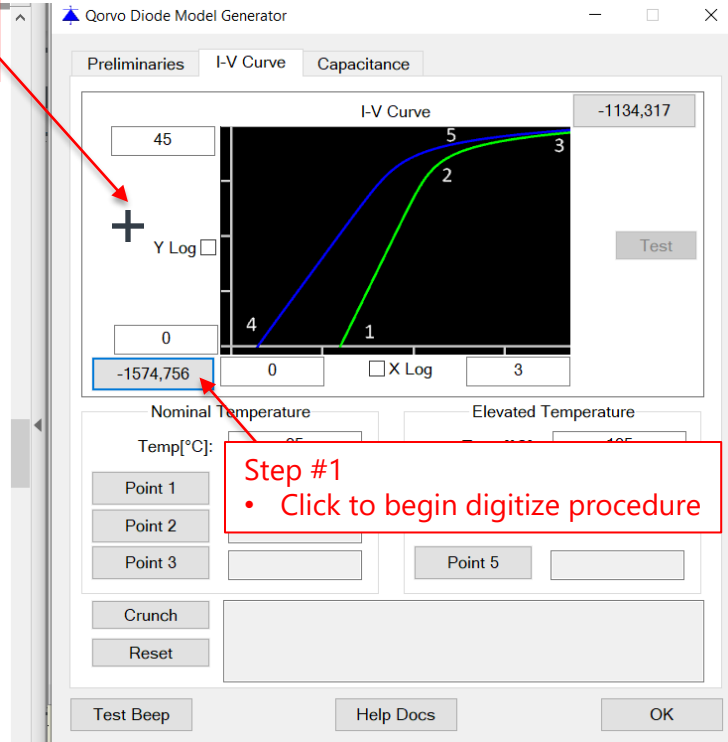 Qorvo Diode Model Generator
Preliminaries I-V Curve Capacitance
I-V Curve -1134,317
45 5 3
2
Y Log Test
4 1
0
-1574,756 0 X Log 3
Nominal Temperature Elevated Temperature
Temp[°C]:
Step #1
• Click to begin digitize procedure
Point 1
Point 2
Point 3 Point 5
Crunch
Reset
Test Beep Help Docs OK